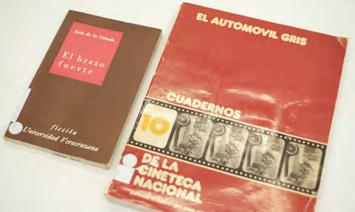 Juan de la Cabada
El brazo
fuerte
ficción
Universidad Veracruzana
EL AUTOMOVIL GRIS
CUADERNOS
10
DE LA
CINETECA
NACIONAL